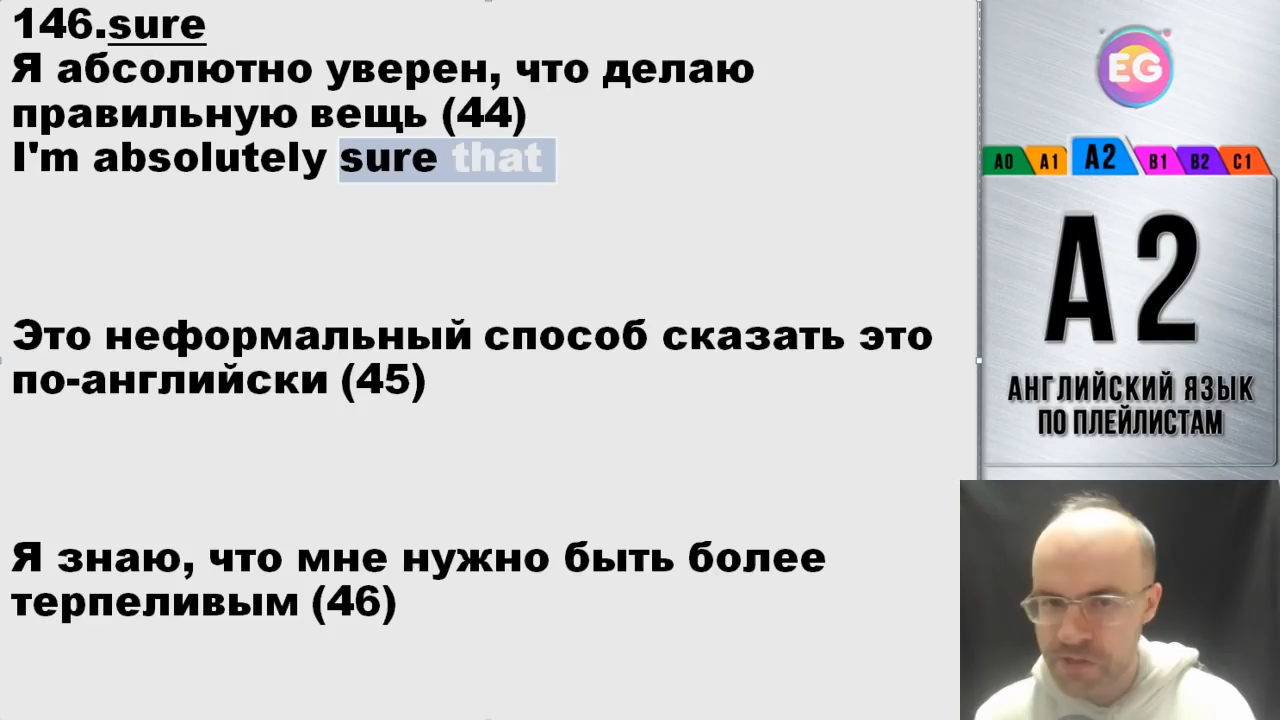 146.sure
Я абсолютно уверен, что делаю
правильную вещь (44)
I'm absolutely sure that
Это неформальный способ сказать это
по-английски (45)
Я знаю, что мне нужно быть более
терпеливым (46)
EG
A0 A1 A2 B1 B2 C1
A2
АНГЛИЙСКИЙ ЯЗЫК
ПО ПЛЕЙЛИСТАМ